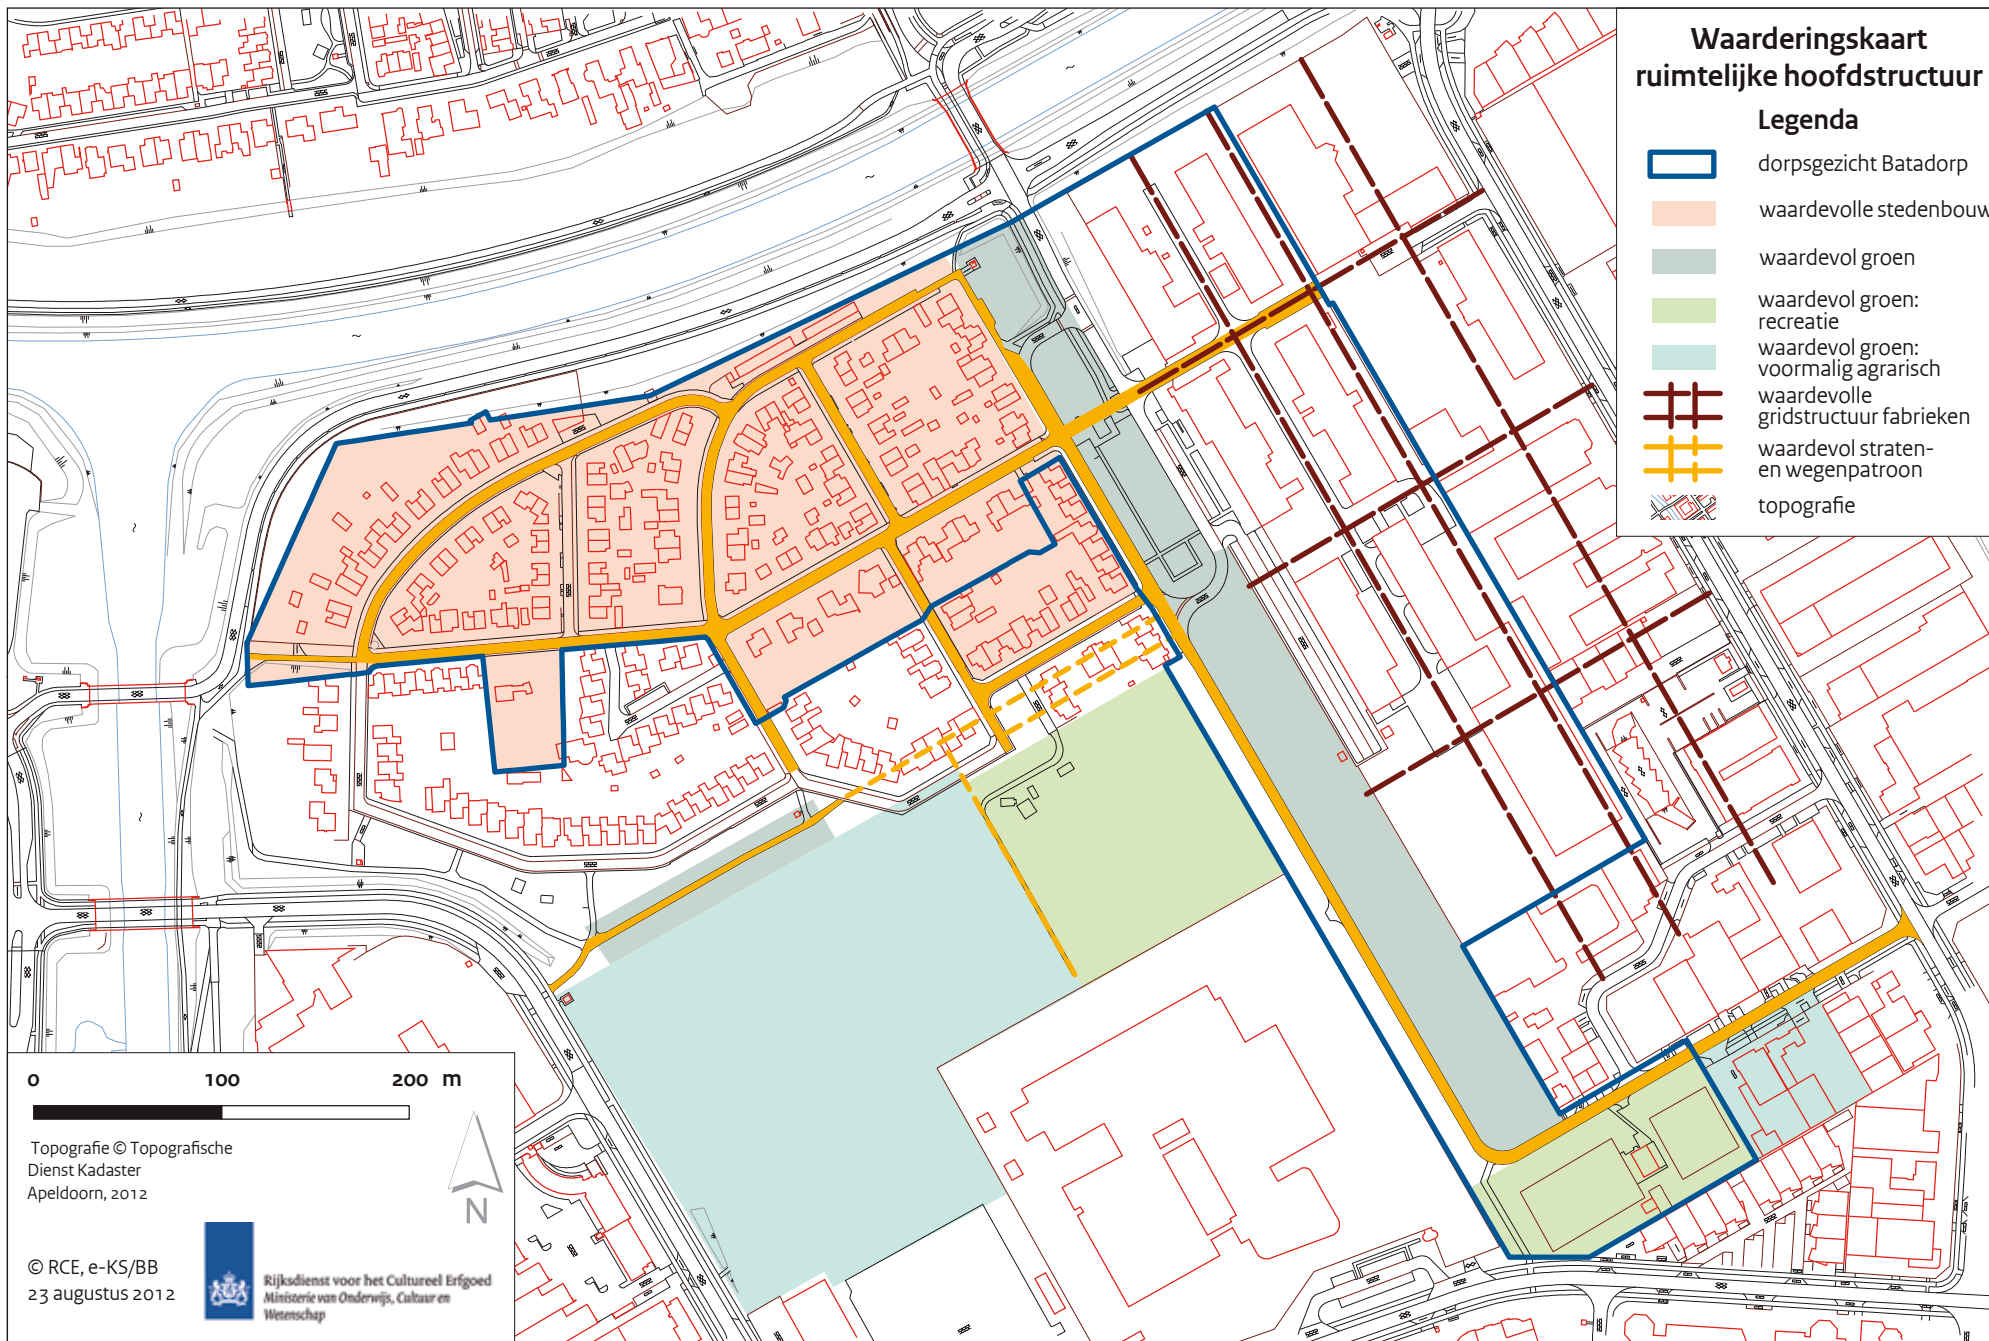 Waarderingskaart
ruimtelijke hoofdstructuur
Legenda
dorpsgezicht Batadorp
waardevolle stedenbouw
waardevol groen
waardevol groen:
recreatie
waardevol groen:
voormalig agrarisch
waardevolle
gridstructuur fabrieken
waardevol straten-
en wegenpatroon
topografie
0 100 200 m
Topografie © Topografische
Dienst Kadaster
Apeldoorn, 2012
N
© RCE, e-KS/BB
23 augustus 2012
Rijksdienst voor het Cultureel Erfgoed
Ministerie van Onderwijs, Cultuur en
Wetenschap